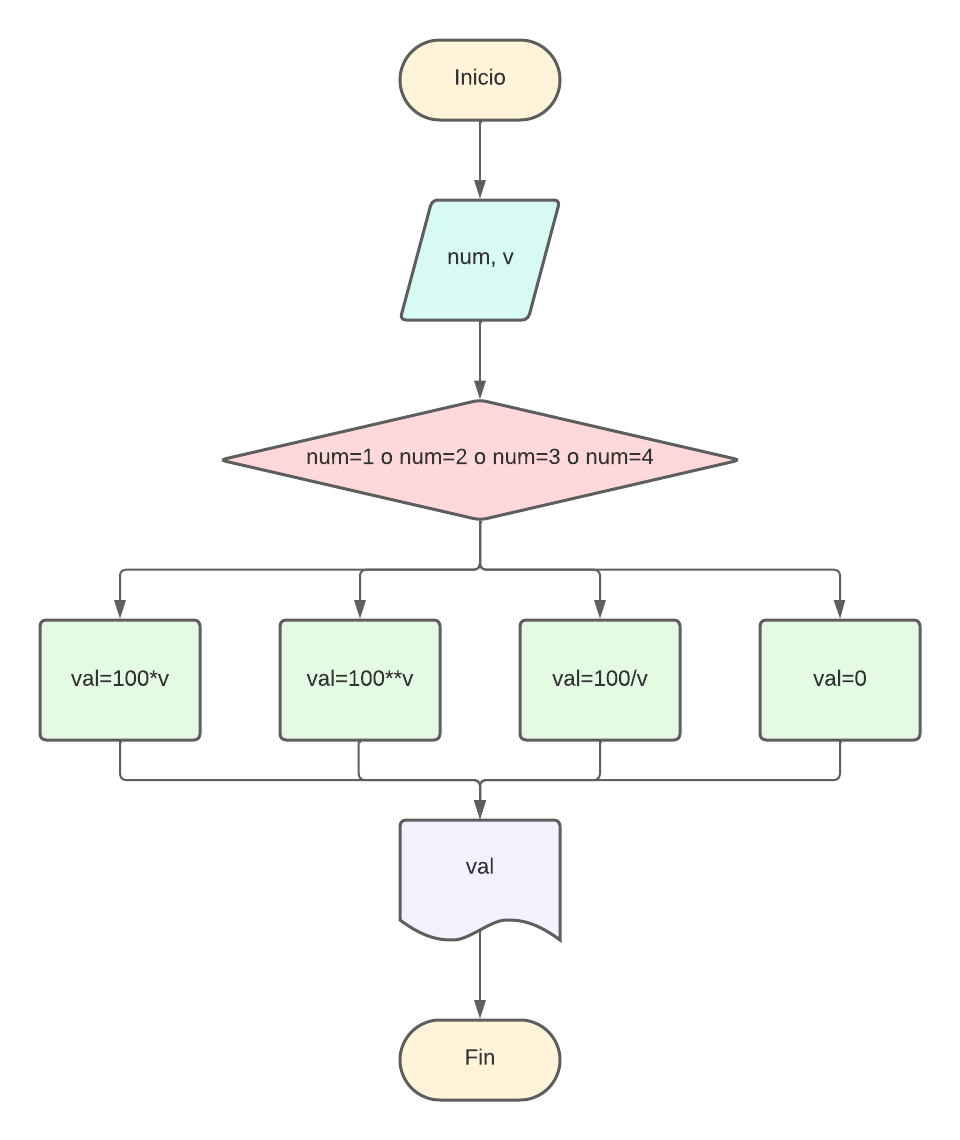 Inicio
num, v
num=1 o num=2 o num=3 o num=4
val=100*v
val=100**v
val=100/v
val=0
val
Fin